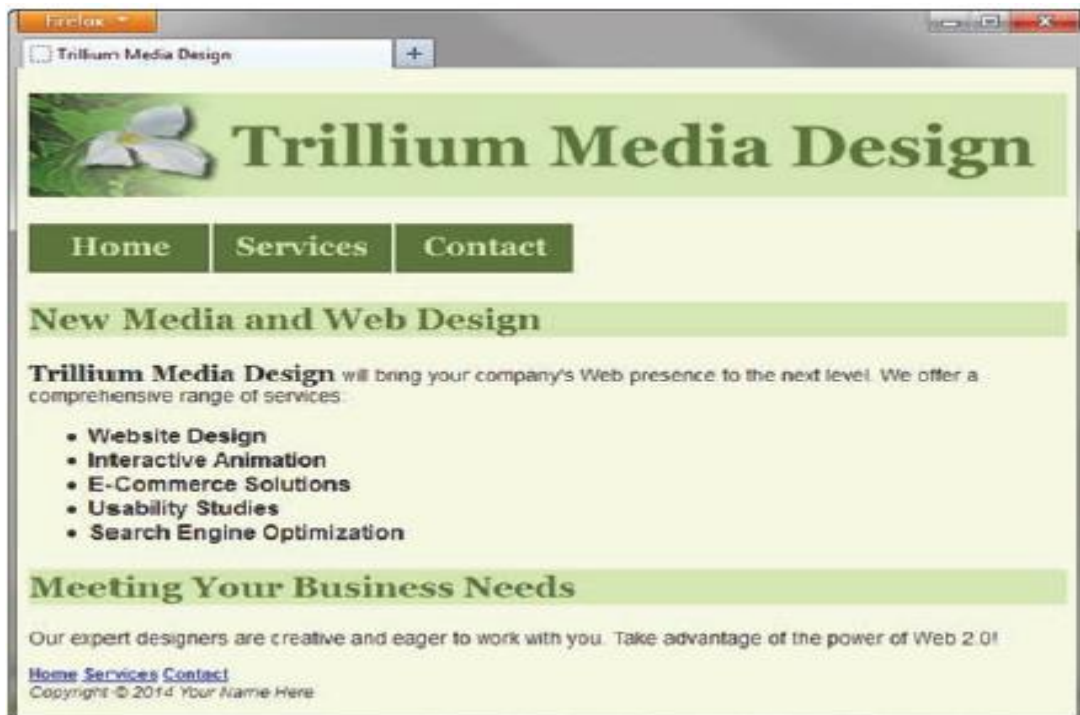 Firefox
Trillium Media Design
Trillium Media Design
Home Services Contact
New Media and Web Design
Trillium Media Design will bring your company's Web presence to the next level. We offer a
comprehensive range of services:
• Website Design
• Interactive Animation
• E-Commerce Solutions
• Usability Studies
• Search Engine Optimization
Meeting Your Business Needs
Our expert designers are creative and eager to work with you. Take advantage of the power of Web 2.0!
Home Services Contact
Copyright © 2014 Your Name Here